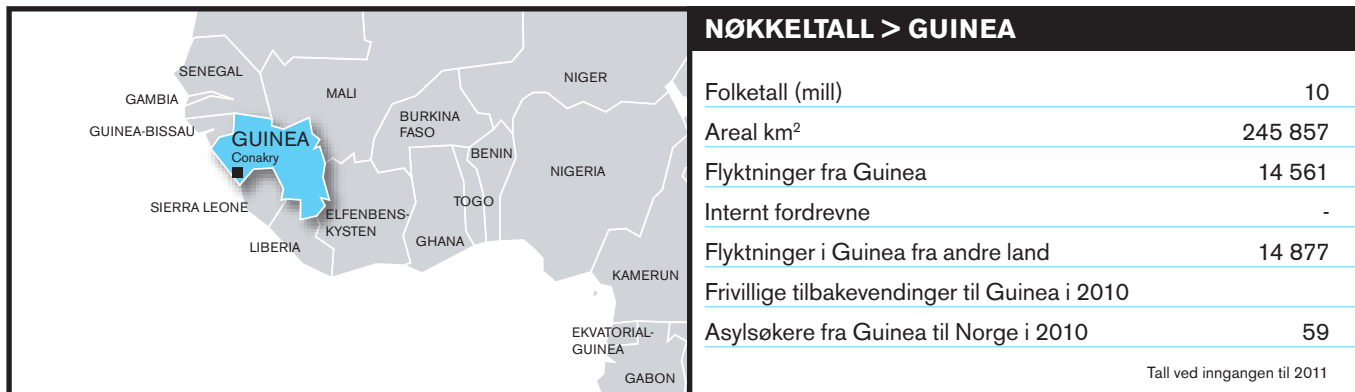 SENEGAL
GAMBIA
GUINEA-BISSAU
GUINEA
Conakry
SIERRA LEONE
LIBERIA
MALI
BURKINA
FASO
NIGER
BENIN
NIGERIA
TOGO
ELFENBENS-
KYSTEN
GHANA
KAMERUN
EKVATORIAL-
GUINEA
GABON
NØKKELTALL > GUINEA
Folketall (mill) 10
Areal km² 245 857
Flyktninger fra Guinea 14 561
Internt fordrevne -
Flyktninger i Guinea fra andre land 14 877
Frivillige tilbakevendinger til Guinea i 2010
Asylsøkere fra Guinea til Norge i 2010 59
Tall ved inngangen til 2011